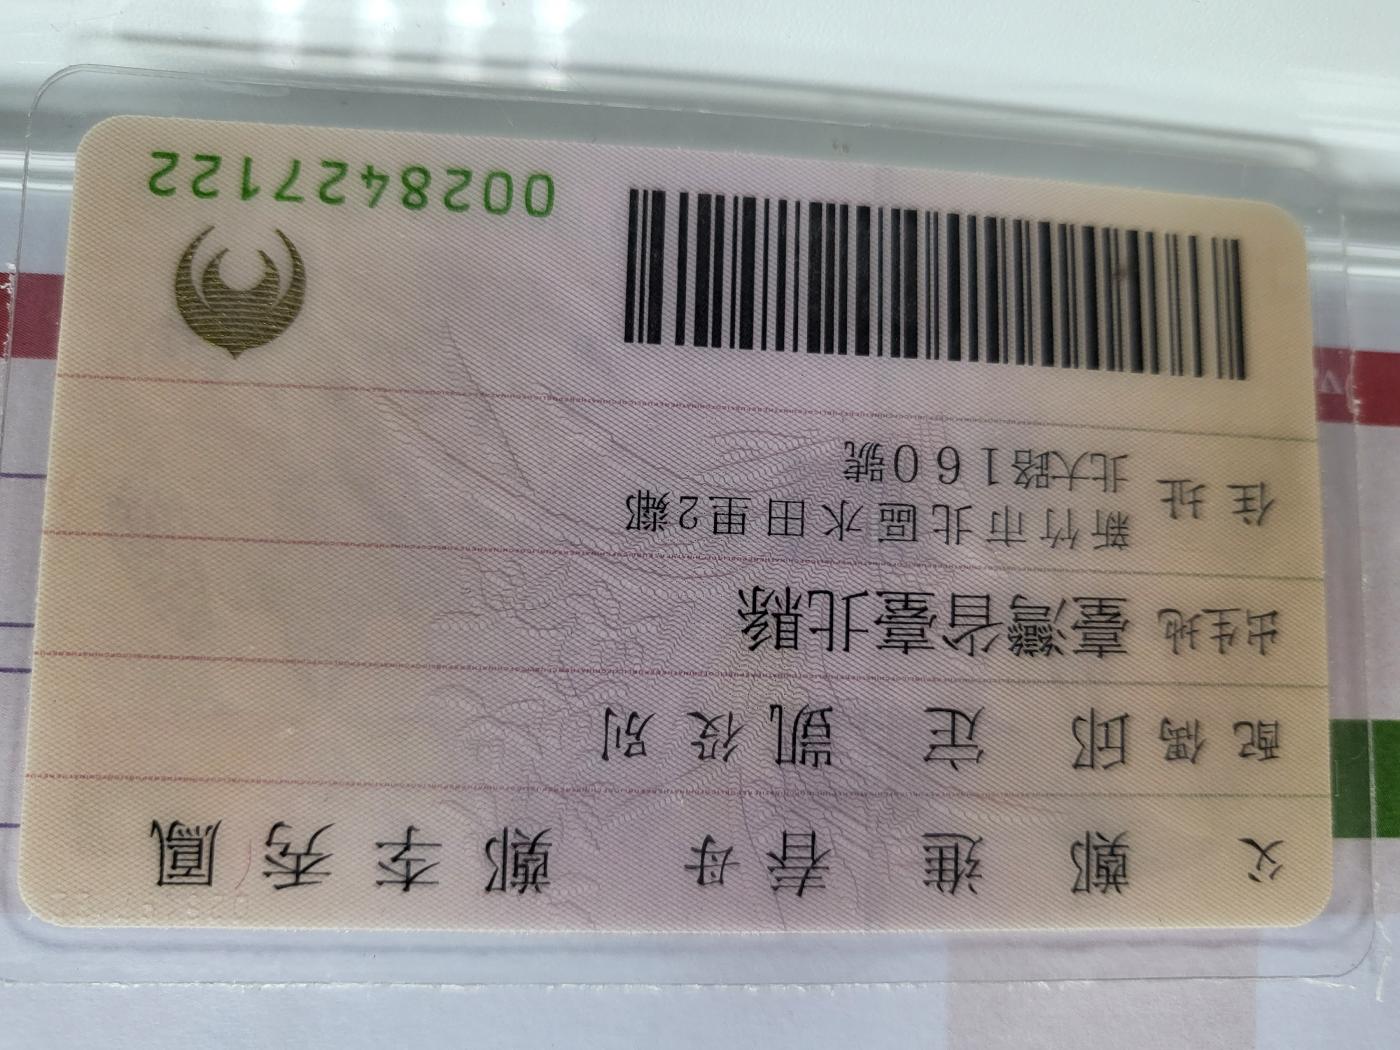 父 鄭進春 母 鄭李秀鳳
配偶 邱定凱 役別
出生地 臺灣省臺北縣
住址 新竹市北區水田里2鄰
北大路160號
0028427122